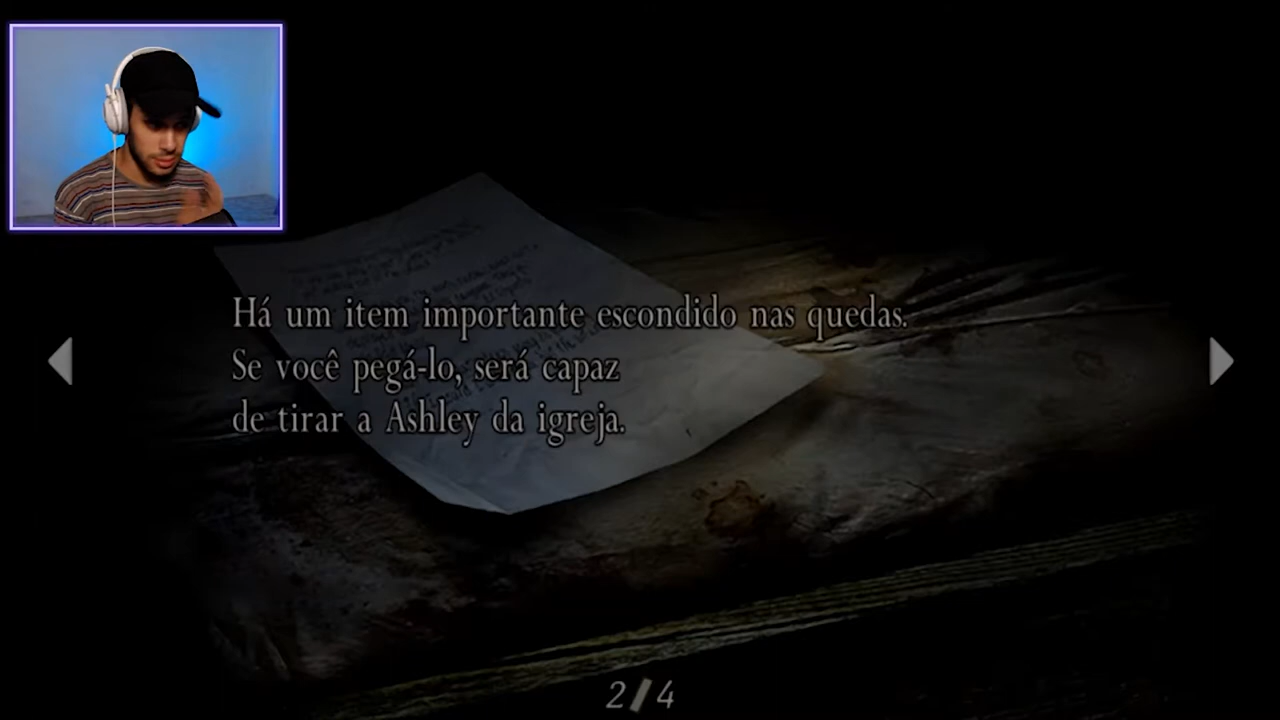 Há um item importante escondido nas quedas.
Se você pegá-lo, será capaz
de tirar a Ashley da igreja.
2/4